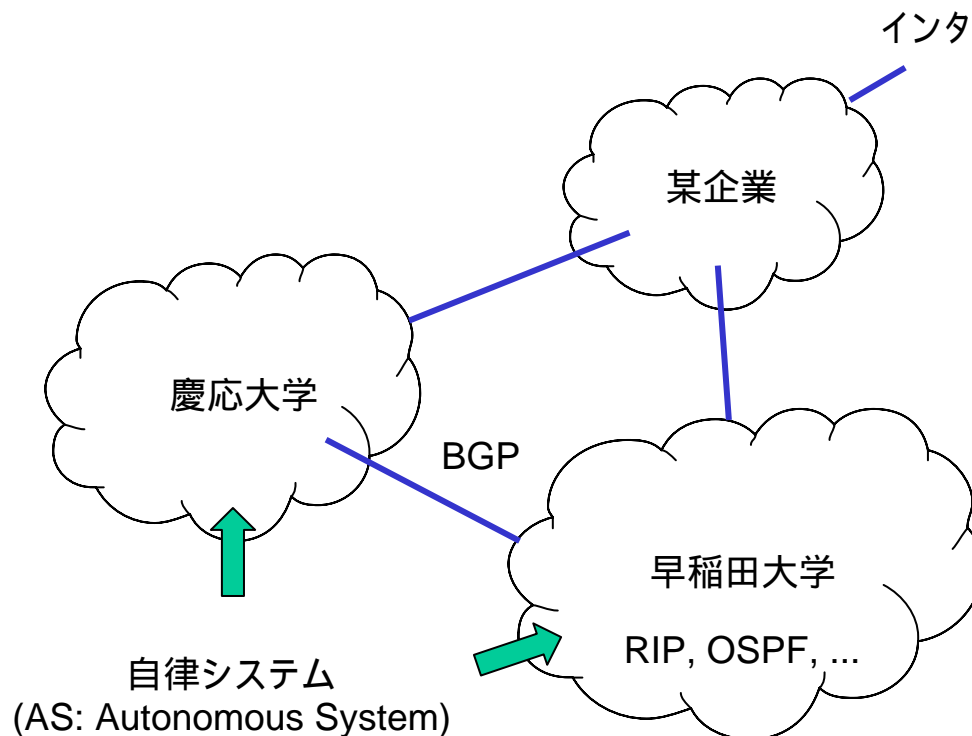 インタ
某企業
慶応大学
BGP
早稲田大学
RIP, OSPF, ...
自律システム
(AS: Autonomous System)